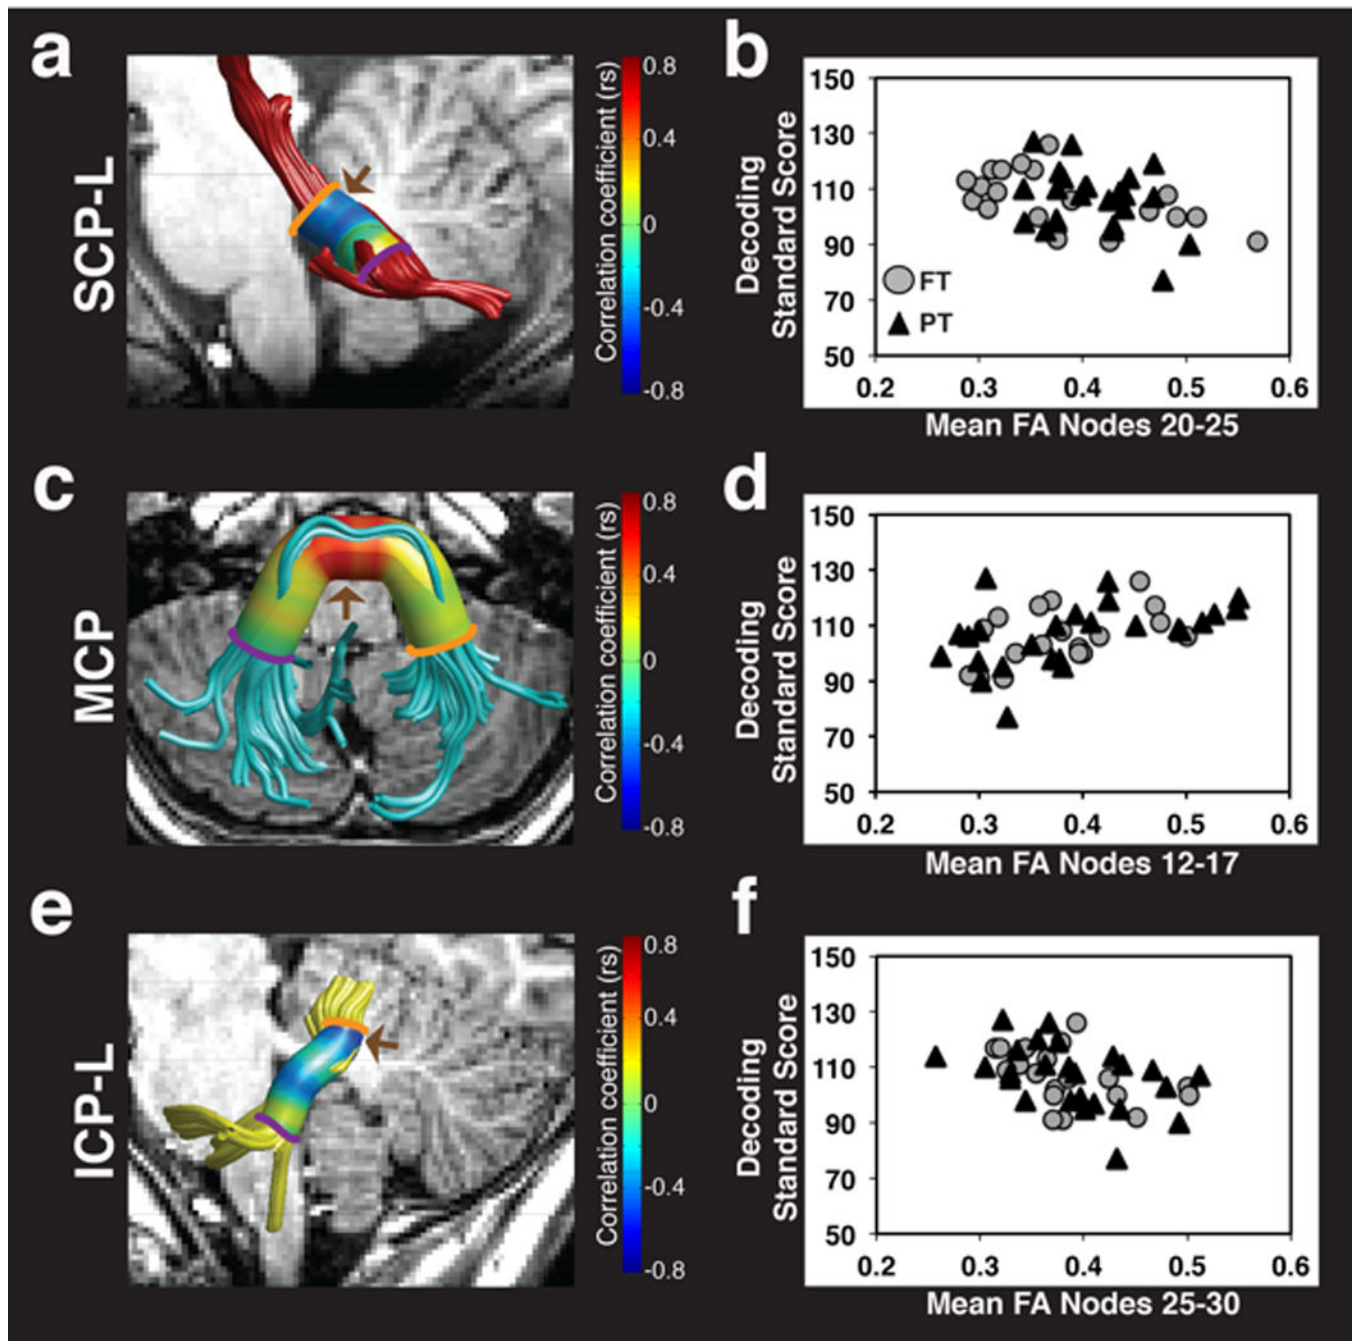 a
SCP-L
Correlation coefficient (rs)
0.8
0.4
0
-0.4
-0.8
b
Decoding
Standard Score
150
130
110
90
70
50
FT
PT
0.2 0.3 0.4 0.5 0.6
Mean FA Nodes 20-25
c
MCP
Correlation coefficient (rs)
0.8
0.4
0
-0.4
-0.8
d
Decoding
Standard Score
150
130
110
90
70
50
0.2 0.3 0.4 0.5 0.6
Mean FA Nodes 12-17
e
ICP-L
Correlation coefficient (rs)
0.8
0.4
0
-0.4
-0.8
f
Decoding
Standard Score
150
130
110
90
70
50
0.2 0.3 0.4 0.5 0.6
Mean FA Nodes 25-30